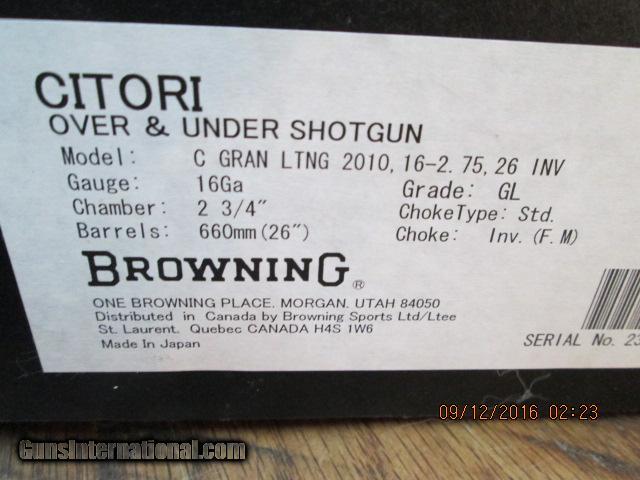 CITORI
OVER & UNDER SHOTGUN
Model: C GRAN LTNG 2010, 16-2. 75, 26 INV
Gauge: 16Ga Grade: GL
Chamber: 2 3/4" ChokeType: Std.
Barrels: 660mm(26") Choke: Inv. (F. M)
BROWNING®
ONE BROWNING PLACE. MORGAN. UTAH 84050
Distributed in Canada by Browning Sports Ltd/Ltee
St. Laurent. Quebec CANADA H4S 1W6
Made In Japan
SERIAL No. 23
09/12/2016 02:23
GunsInternational.com